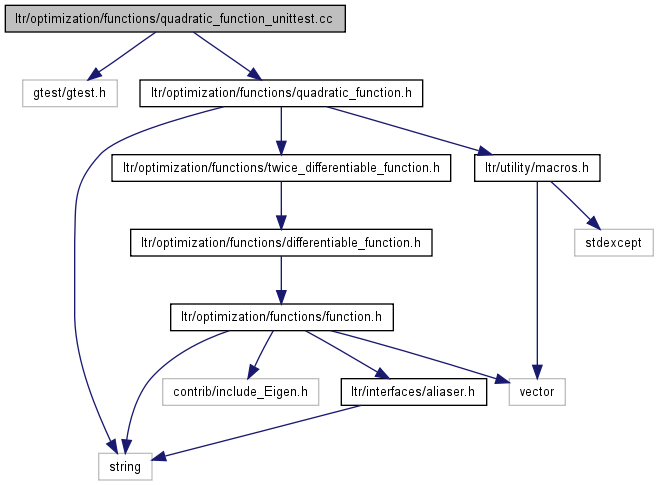 ltr/optimization/functions/quadratic_function_unittest.cc
gtest/gtest.h
ltr/optimization/functions/quadratic_function.h
ltr/optimization/functions/twice_differentiable_function.h
ltr/utility/macros.h
ltr/optimization/functions/differentiable_function.h
stdexcept
ltr/optimization/functions/function.h
contrib/include_Eigen.h
ltr/interfaces/aliaser.h
vector
string